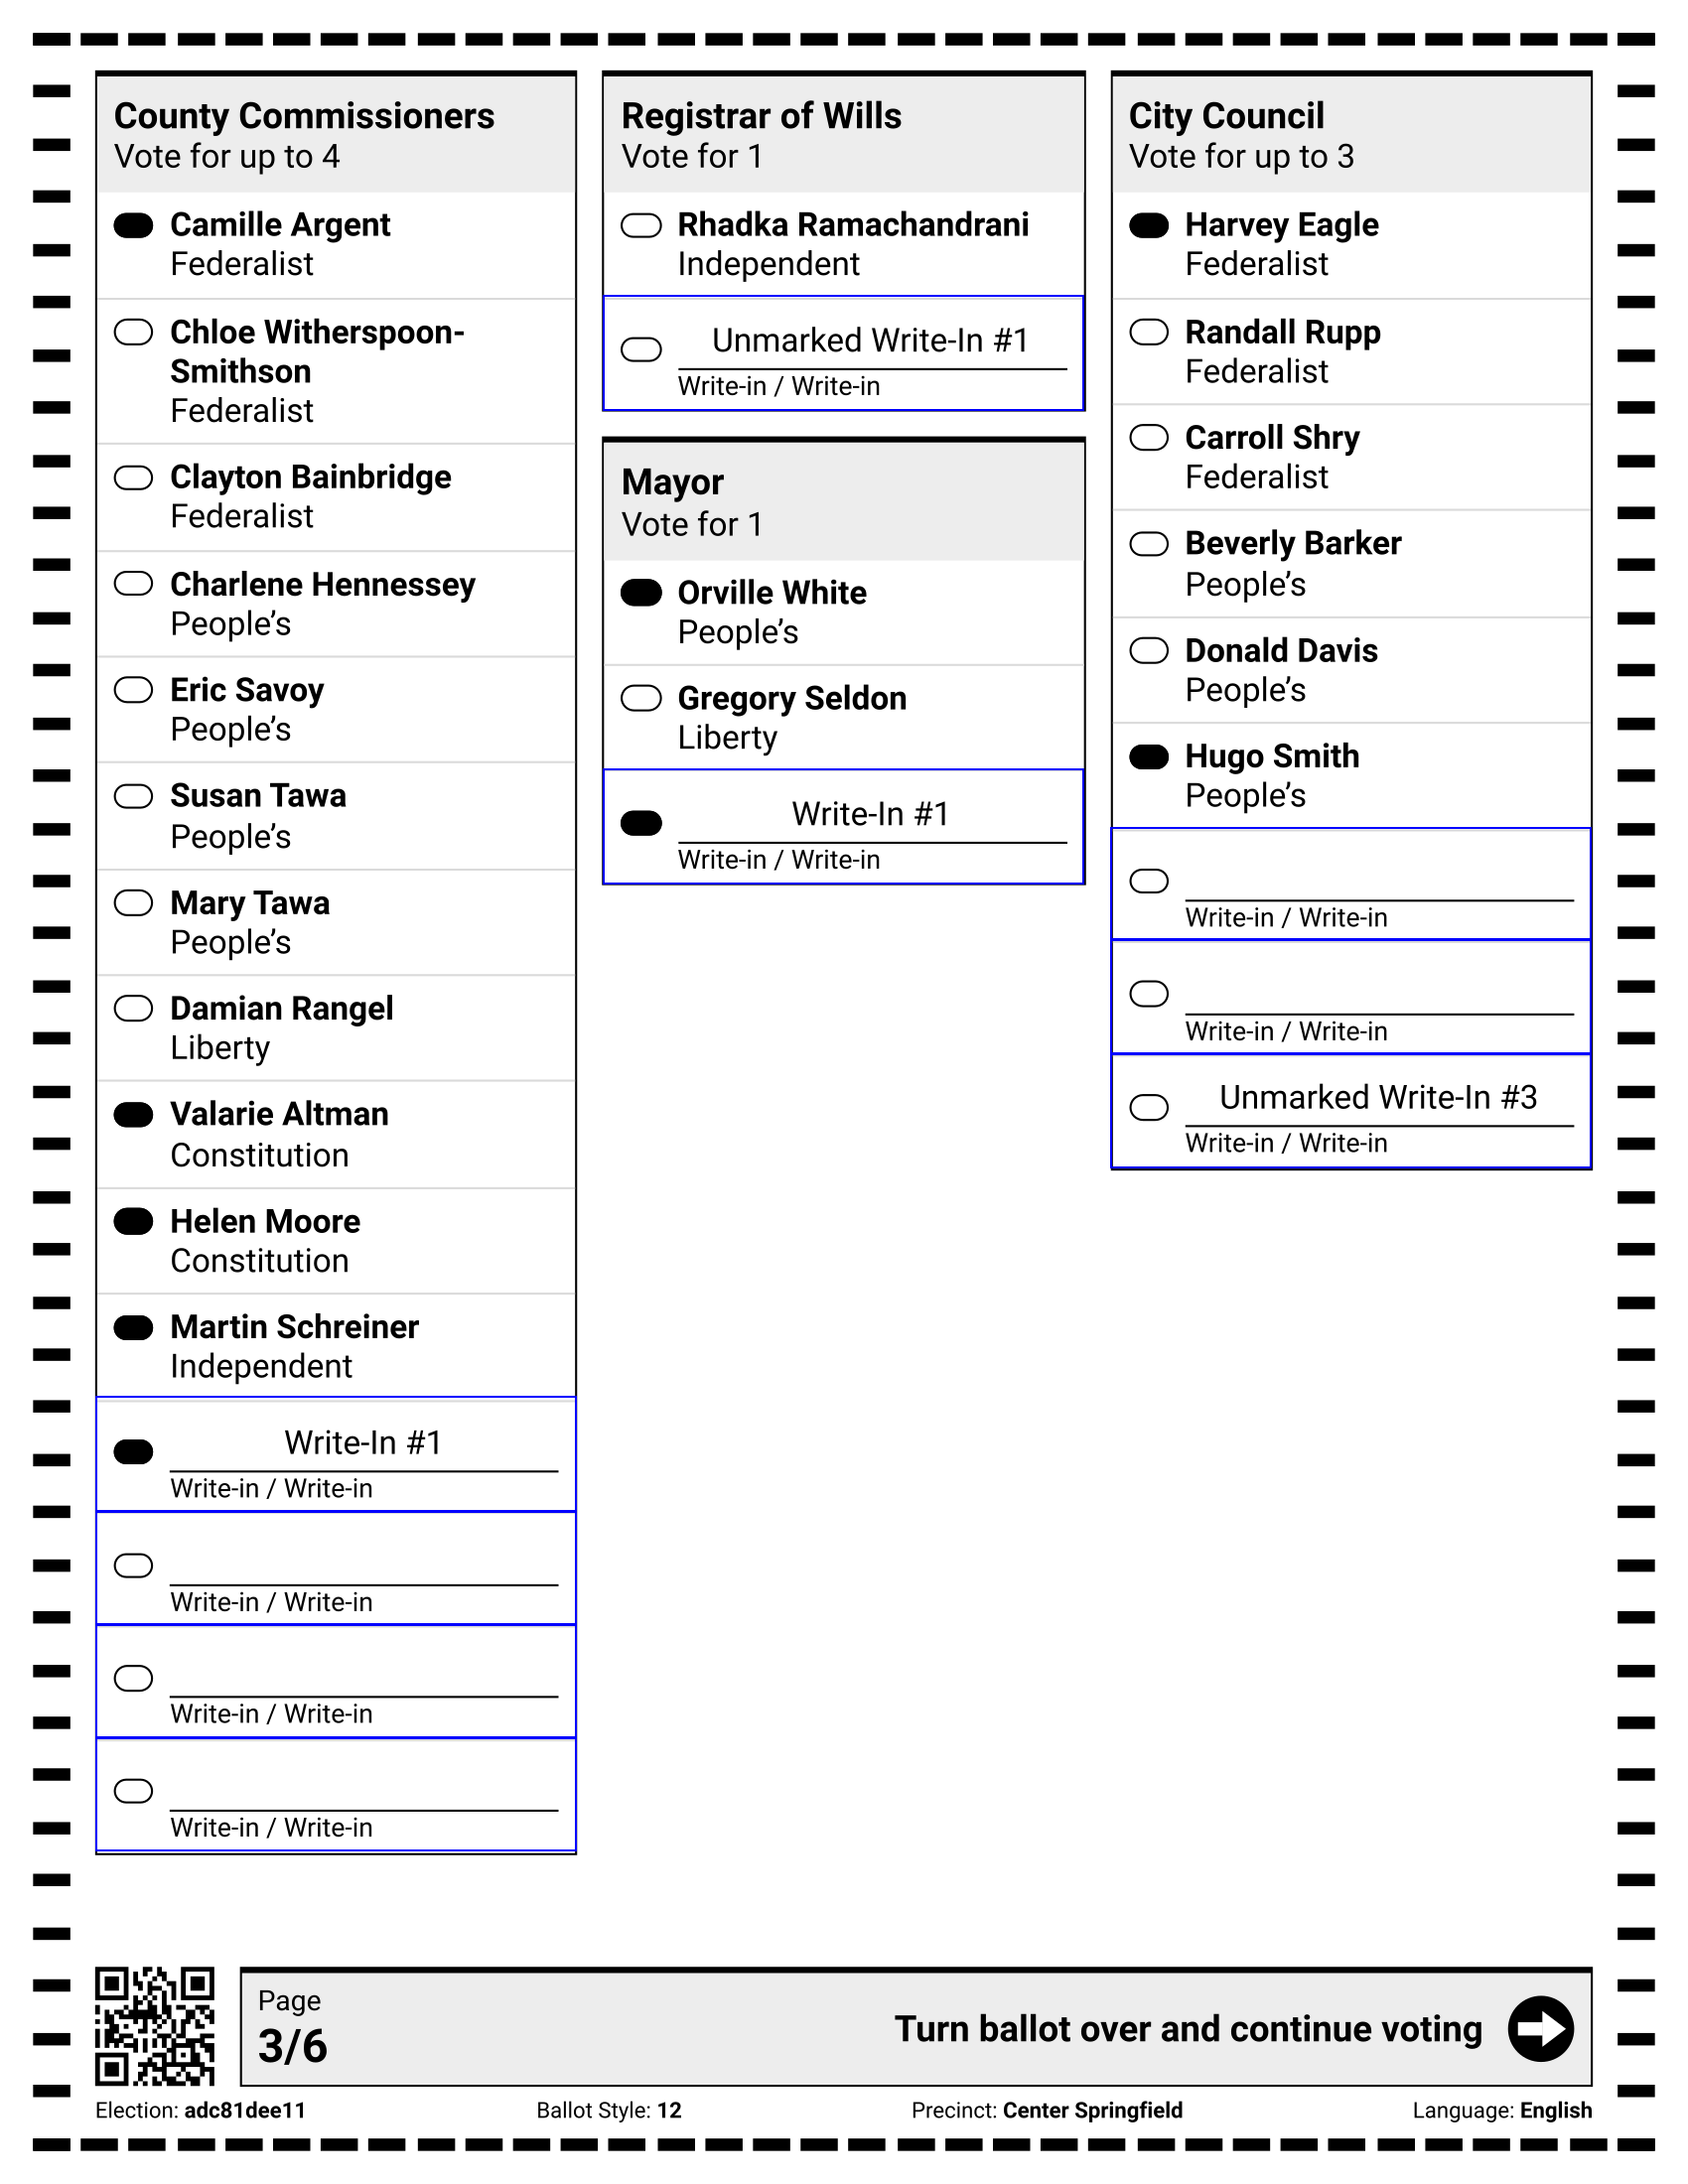 County Commissioners
Vote for up to 4
Camille Argent
Federalist
Chloe Witherspoon-
Smithson
Federalist
Clayton Bainbridge
Federalist
Charlene Hennessey
People’s
Eric Savoy
People’s
Susan Tawa
People’s
Mary Tawa
People’s
Damian Rangel
Liberty
Valarie Altman
Constitution
Helen Moore
Constitution
Martin Schreiner
Independent
Write-In #1
Write-in / Write-in
Write-in / Write-in
Write-in / Write-in
Write-in / Write-in
Registrar of Wills
Vote for 1
Rhadka Ramachandrani
Independent
Unmarked Write-In #1
Write-in / Write-in
Mayor
Vote for 1
Orville White
People’s
Gregory Seldon
Liberty
Write-In #1
Write-in / Write-in
City Council
Vote for up to 3
Harvey Eagle
Federalist
Randall Rupp
Federalist
Carroll Shry
Federalist
Beverly Barker
People’s
Donald Davis
People’s
Hugo Smith
People’s
Write-in / Write-in
Write-in / Write-in
Unmarked Write-In #3
Write-in / Write-in
Page
3/6
Turn ballot over and continue voting
Election: adc81dee11 Ballot Style: 12 Precinct: Center Springfield Language: English